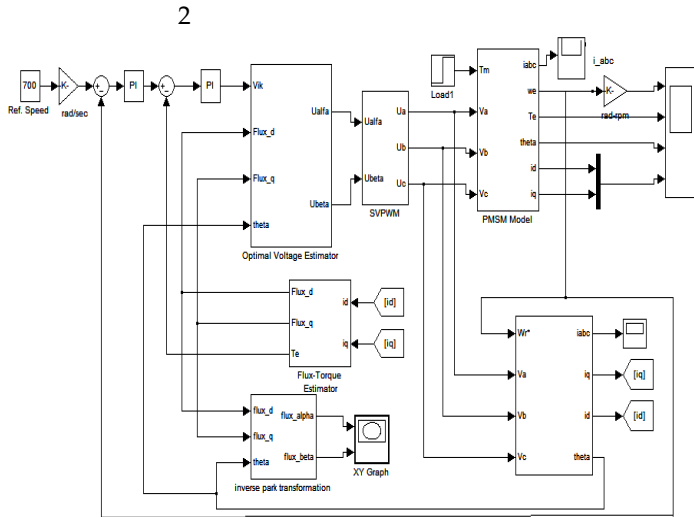 2
700
Ref. Speed
K-
rad/sec
PI
PI
Vik
Flux_d
Flux_q
theta
Ualfa
Ubeta
Optimal Voltage Estimator
Ualfa
Ubeta
Ua
Ub
Uc
SVPWM
Load1
Tm
Va
Vb
Vc
iabc
we
Te
theta
id
iq
PMSM Model
i_abc
K-
rad-rpm
Flux_d
Flux_q
Te
id
iq
[id]
[iq]
Flux-Torque
Estimator
flux_d
flux_q
theta
flux_alpha
flux_beta
inverse park transformation
XY Graph
Wr*
Va
Vb
Vc
iabc
iq
id
theta
[iq]
[id]